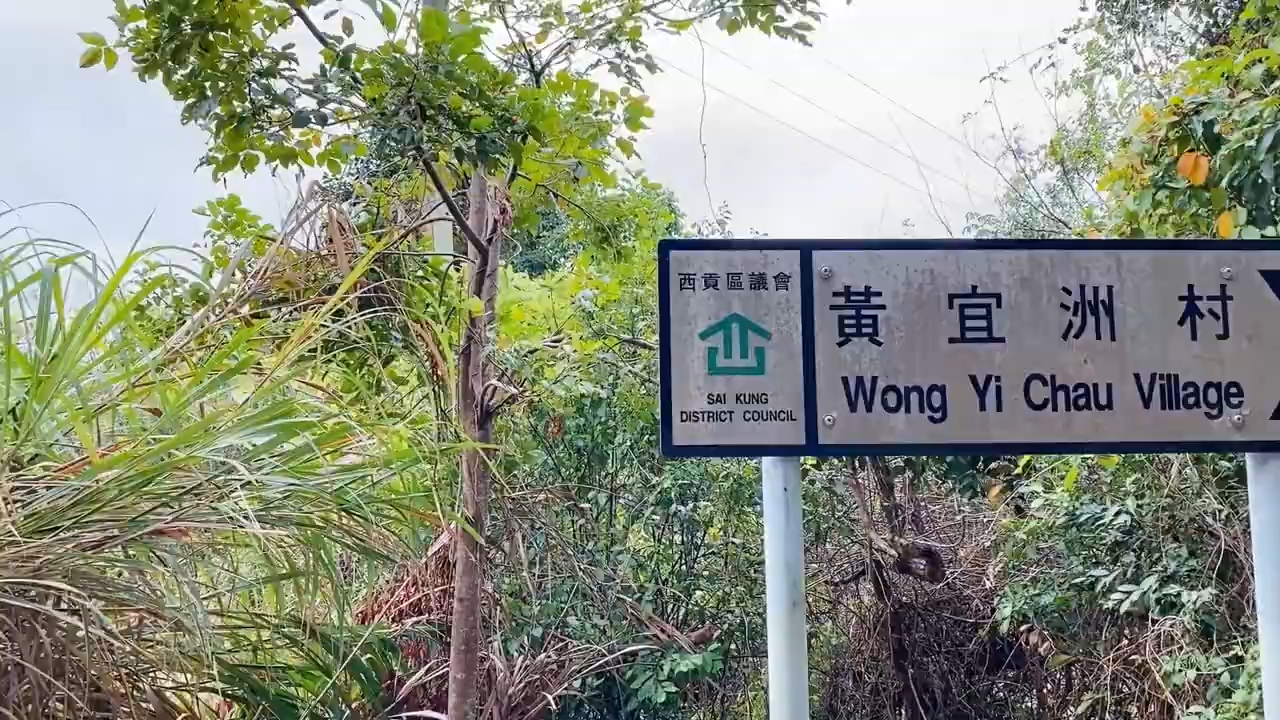 西貢區議會
SAI KUNG
DISTRICT COUNCIL
黃宜洲村
Wong Yi Chau Village